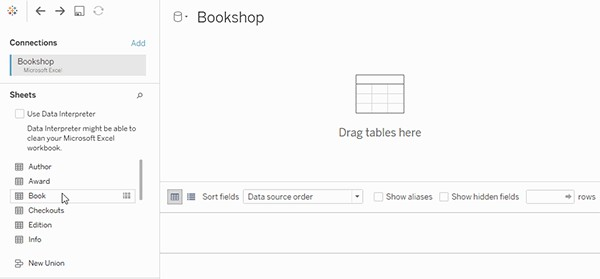 Bookshop
Connections
Add
Bookshop
Microsoft Excel
Sheets
Use Data Interpreter
Data Interpreter might be able to
clean your Microsoft Excel
workbook.
Author
Award
Book
Checkouts
Edition
Info
New Union
Drag tables here
Sort fields
Data source order
Show aliases
Show hidden fields
rows